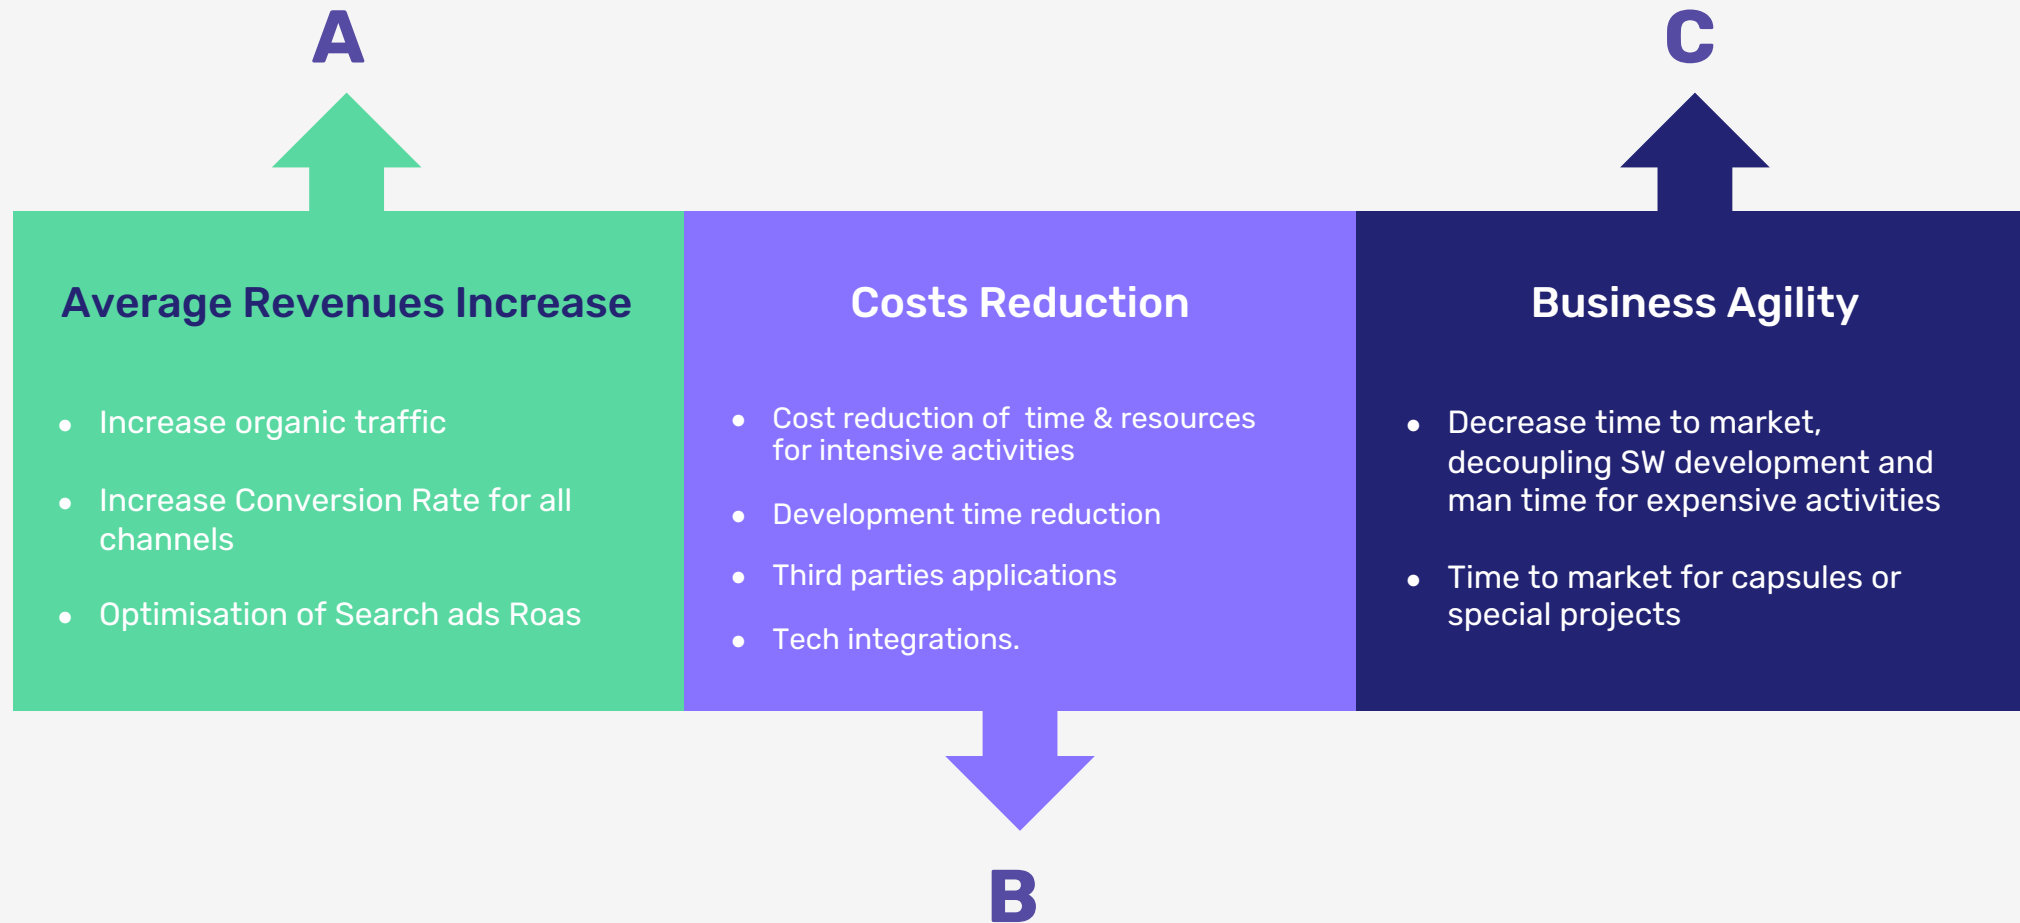 A
C
Average Revenues Increase
Increase organic traffic
Increase Conversion Rate for all
channels
Optimisation of Search ads Roas
Costs Reduction
Cost reduction of  time & resources
for intensive activities
Development time reduction
Third parties applications
Tech integrations.
Business Agility
Decrease time to market,
decoupling SW development and
man time for expensive activities
Time to market for capsules or
special projects
B